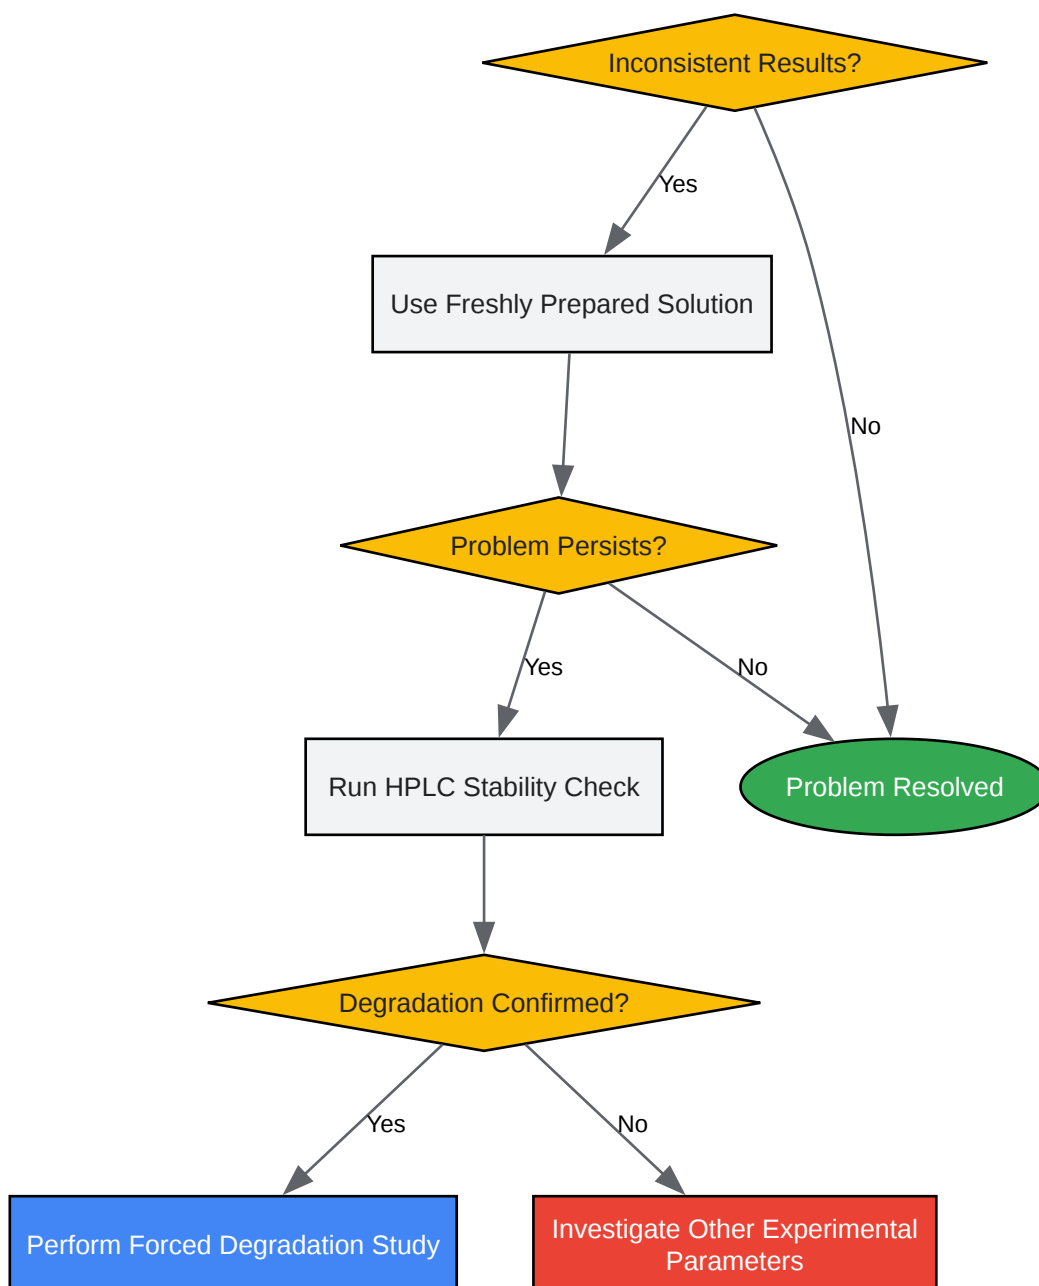 Inconsistent Results?
Yes
Use Freshly Prepared Solution
No
Problem Persists?
Yes
No
Run HPLC Stability Check
Problem Resolved
Degradation Confirmed?
Yes
No
Perform Forced Degradation Study
Investigate Other Experimental
Parameters